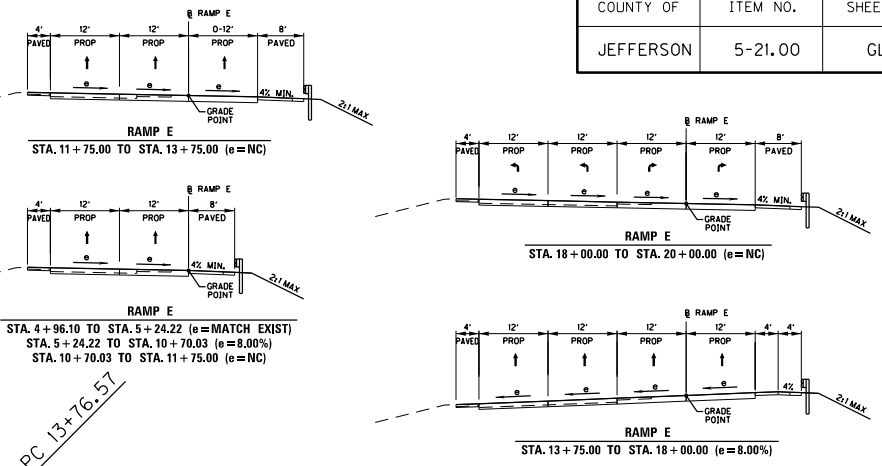 COUNTY OF ITEM NO. SHEE
JEFFERSON 5-21.00 GL
℄ RAMP E
4' 12' 12' 0-12' 8'
PAVED PROP PROP PROP PAVED
e e e 4% MIN.
GRADE POINT
2:1 MAX
RAMP E
STA. 11 + 75.00 TO STA. 13 + 75.00 (e = NC)
℄ RAMP E
4' 12' 12' 8'
PAVED PROP PROP PAVED
e e 4% MIN.
GRADE POINT
2:1 MAX
RAMP E
STA. 4 + 96.10 TO STA. 5 + 24.22 (e = MATCH EXIST)
STA. 5 + 24.22 TO STA. 10 + 70.03 (e = 8.00%)
STA. 10 + 70.03 TO STA. 11 + 75.00 (e = NC)
PC 13+76.57
℄ RAMP E
4' 12' 12' 12' 12' 8'
PAVED PROP PROP PROP PROP PAVED
e e e e 4% MIN.
GRADE POINT
2:1 MAX
RAMP E
STA. 18 + 00.00 TO STA. 20 + 00.00 (e = NC)
℄ RAMP E
4' 12' 12' 12' 12' 4' 4'
PAVED PROP PROP PROP PROP
e e e e 4%
GRADE POINT
2:1 MAX
RAMP E
STA. 13 + 75.00 TO STA. 18 + 00.00 (e = 8.00%)